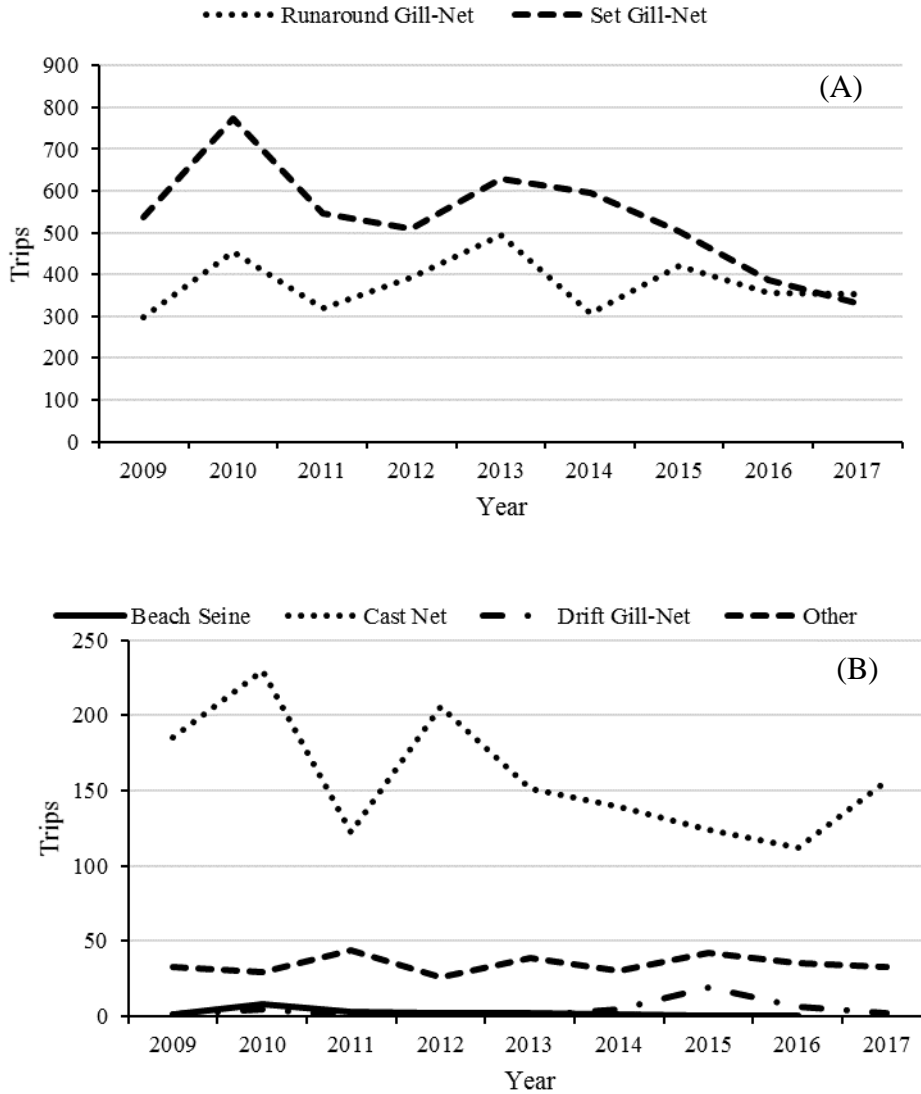 Runaround Gill-Net Set Gill-Net
(A)
900
800
700
600
500
400
300
200
100
0
Trips
2009 2010 2011 2012 2013 2014 2015 2016 2017
Year
Beach Seine Cast Net Drift Gill-Net Other
(B)
250
200
150
100
50
0
Trips
2009 2010 2011 2012 2013 2014 2015 2016 2017
Year